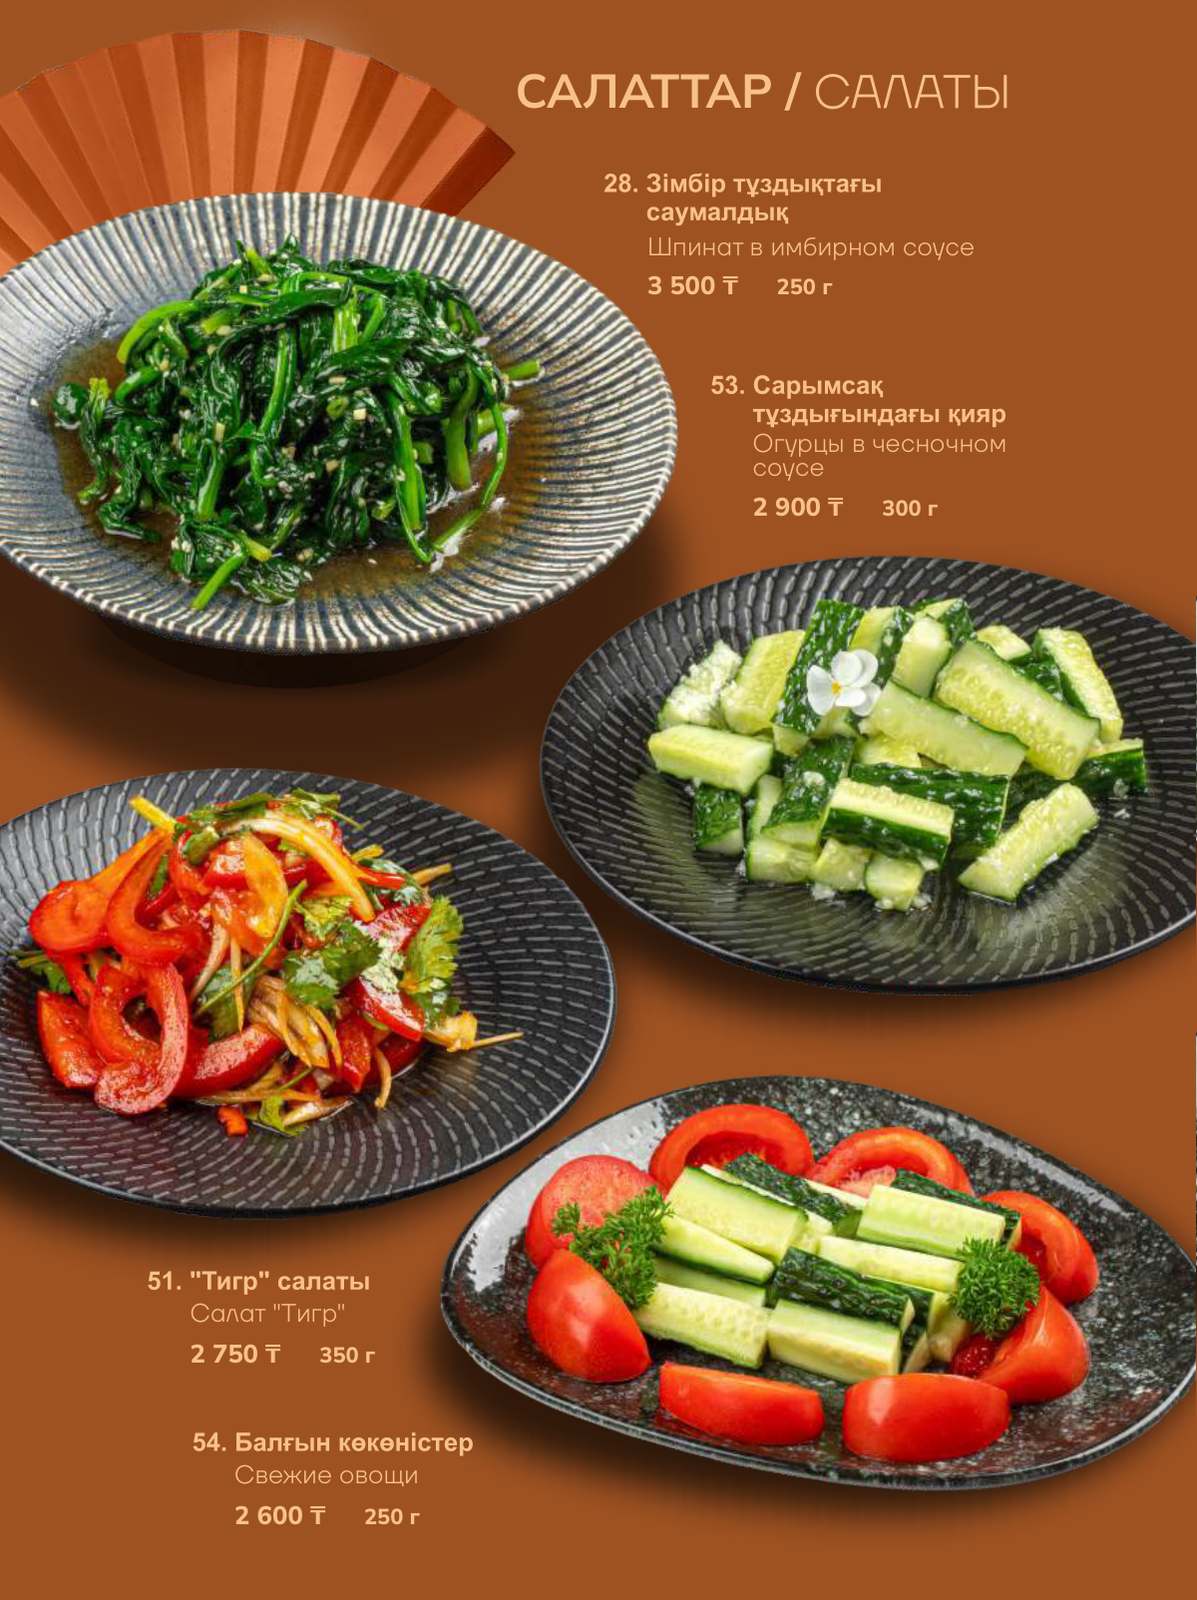 САЛАТТАР / САЛАТЫ
28. Зімбір тұздықтағы
саумалдық
Шпинат в имбирном соусе
3 500 ₸ 250 г
53. Сарымсақ
тұздығындағы қияр
Огурцы в чесночном
соусе
2 900 ₸ 300 г
51. "Тигр" салаты
Салат "Тигр"
2 750 ₸ 350 г
54. Балғын көкөністер
Свежие овощи
2 600 ₸ 250 г